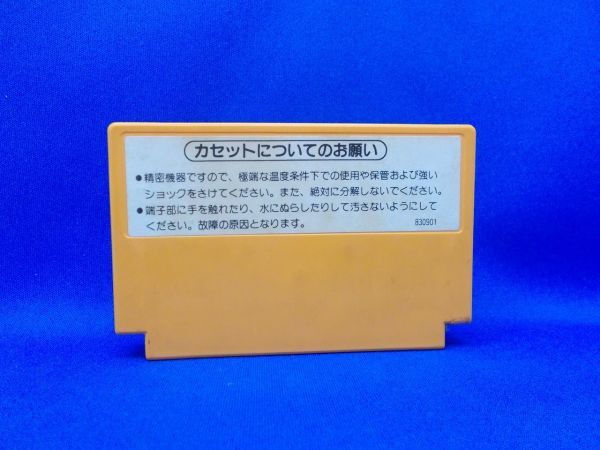 カセットについてのお願い
●精密機器ですので、極端な温度条件下での使用や保管および強い
ショックをさけてください。また、絶対に分解しないでください。
●端子部に手を触れたり、水にぬらしたりして汚さないようにして
ください。故障の原因となります。 830901